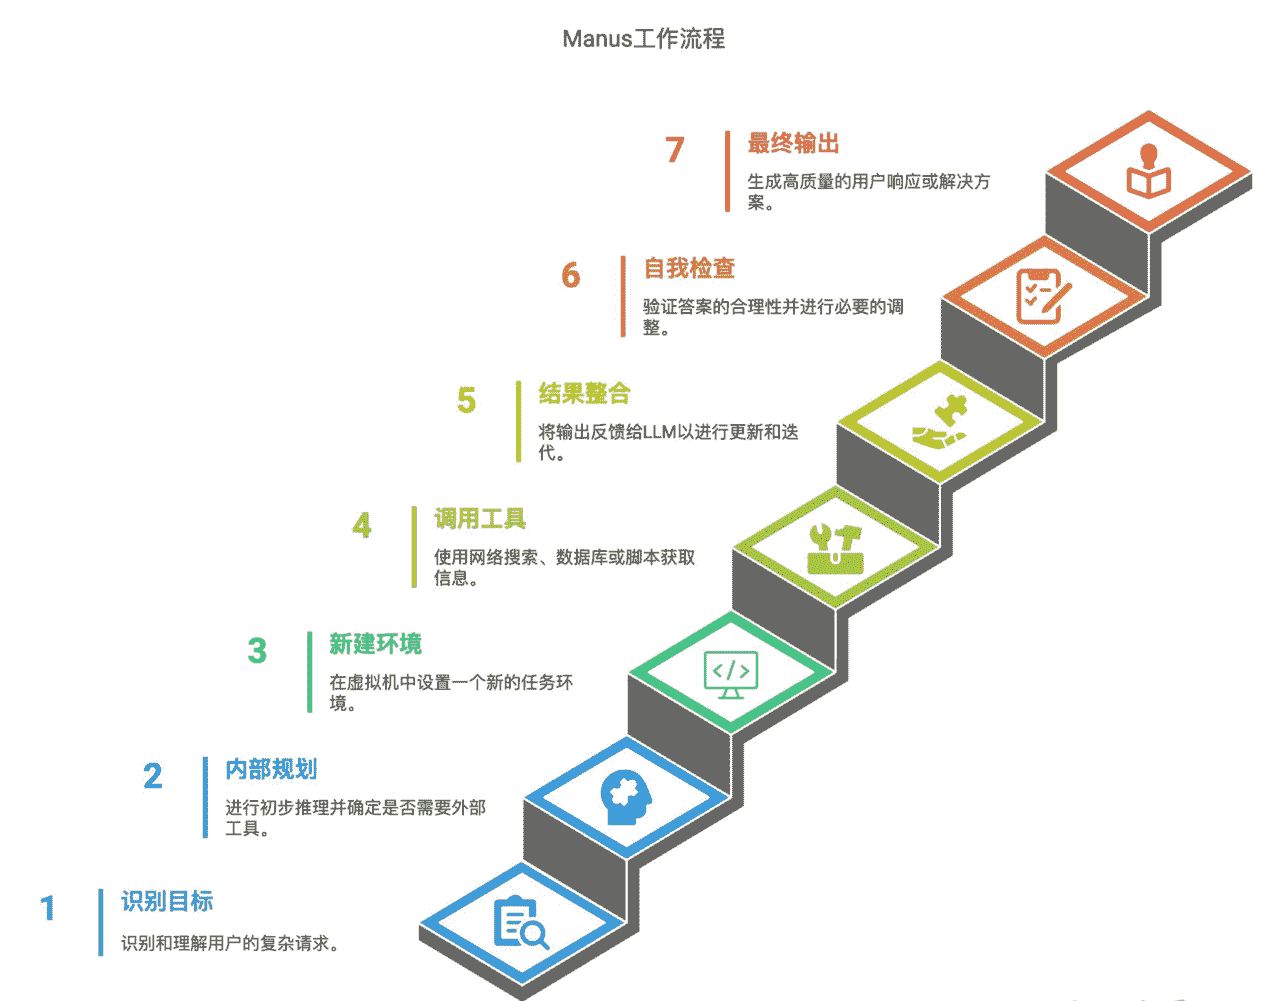 Manus工作流程
7
最终输出
生成高质量的用户响应或解决方
案。
6
自我检查
验证答案的合理性并进行必要的调
整。
5
结果整合
将输出反馈给LLM以进行更新和迭
代。
4
调用工具
使用网络搜索、数据库或脚本获取
信息。
3
新建环境
在虚拟机中设置一个新的任务环
境。
2
内部规划
进行初步推理并确定是否需要外部
工具。
1
识别目标
识别和理解用户的复杂请求。